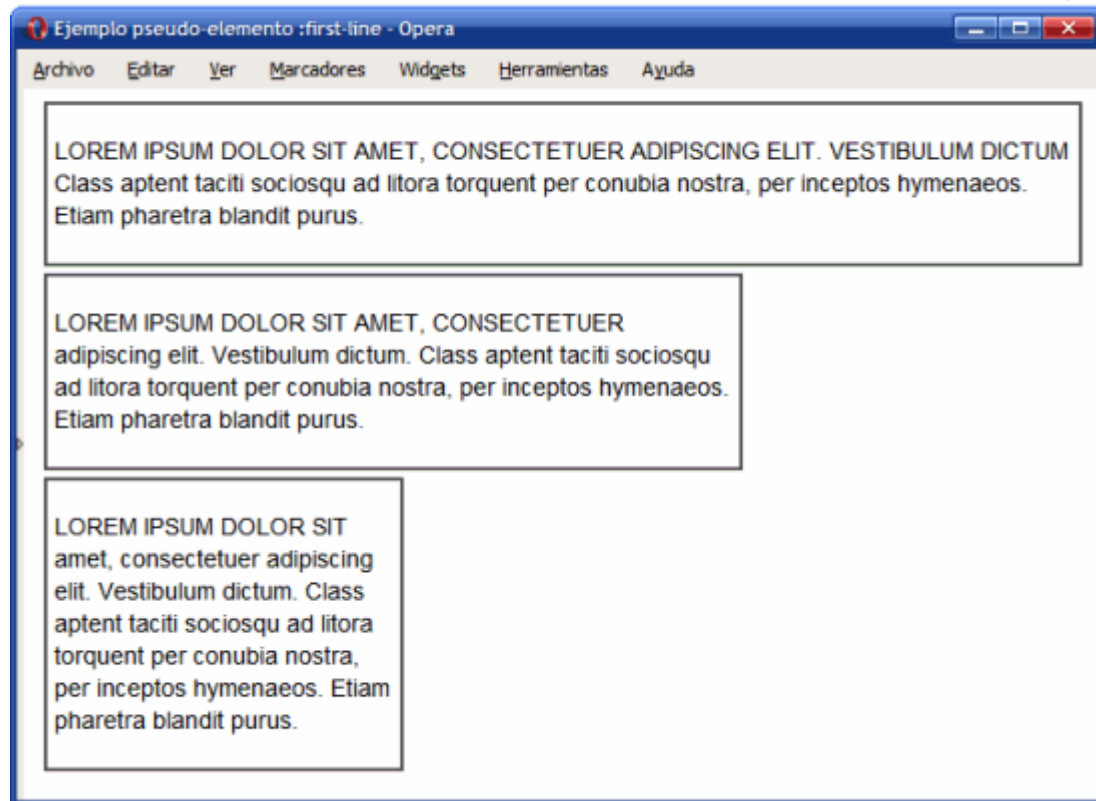 Ejemplo pseudo-elemento :first-line - Opera
Archivo Editar Ver Marcadores Widgets Herramientas Ayuda
LOREM IPSUM DOLOR SIT AMET, CONSECTETUER ADIPISCING ELIT. VESTIBULUM DICTUM
Class aptent taciti sociosqu ad litora torquent per conubia nostra, per inceptos hymenaeos.
Etiam pharetra blandit purus.
LOREM IPSUM DOLOR SIT AMET, CONSECTETUER
adipiscing elit. Vestibulum dictum. Class aptent taciti sociosqu
ad litora torquent per conubia nostra, per inceptos hymenaeos.
Etiam pharetra blandit purus.
LOREM IPSUM DOLOR SIT
amet, consectetuer adipiscing
elit. Vestibulum dictum. Class
aptent taciti sociosqu ad litora
torquent per conubia nostra,
per inceptos hymenaeos. Etiam
pharetra blandit purus.